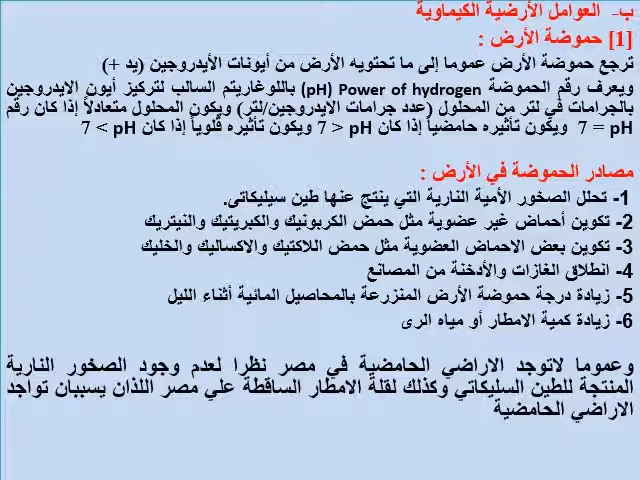 ب- العوامل الأرضية الكيماوية
[1] حموضة الأرض :
ترجع حموضة الأرض عموما إلى ما تحتويه الأرض من أيونات الأيدروجين (يد +)
ويعرف رقم الحموضة Power of hydrogen (pH) باللوغاريتم السالب لتركيز أيون الايدروجين
بالجرامات في لتر من المحلول (عدد جرامات الايدروجين/لتر) ويكون المحلول متعادلاً إذا كان رقم
pH = 7 ويكون تأثيره حامضياً إذا كان pH < 7 ويكون تأثيره قلوياً إذا كان pH > 7
مصادر الحموضة في الأرض :
1- تحلل الصخور الأمية النارية التي ينتج عنها طين سيليكاتى.
2- تكوين أحماض غير عضوية مثل حمض الكربونيك والكبريتيك والنيتريك
3- تكوين بعض الاحماض العضوية مثل حمض اللاكتيك والاكساليك والخليك
4- انطلاق الغازات والأدخنة من المصانع
5- زيادة درجة حموضة الأرض المنزرعة بالمحاصيل المائية أثناء الليل
6- زيادة كمية الامطار أو مياه الرى
وعموما لاتوجد الاراضي الحامضية في مصر نظرا لعدم وجود الصخور النارية
المنتجة للطين السليكاتي وكذلك لقلة الامطار الساقطة علي مصر اللذان يسببان تواجد
الاراضي الحامضية